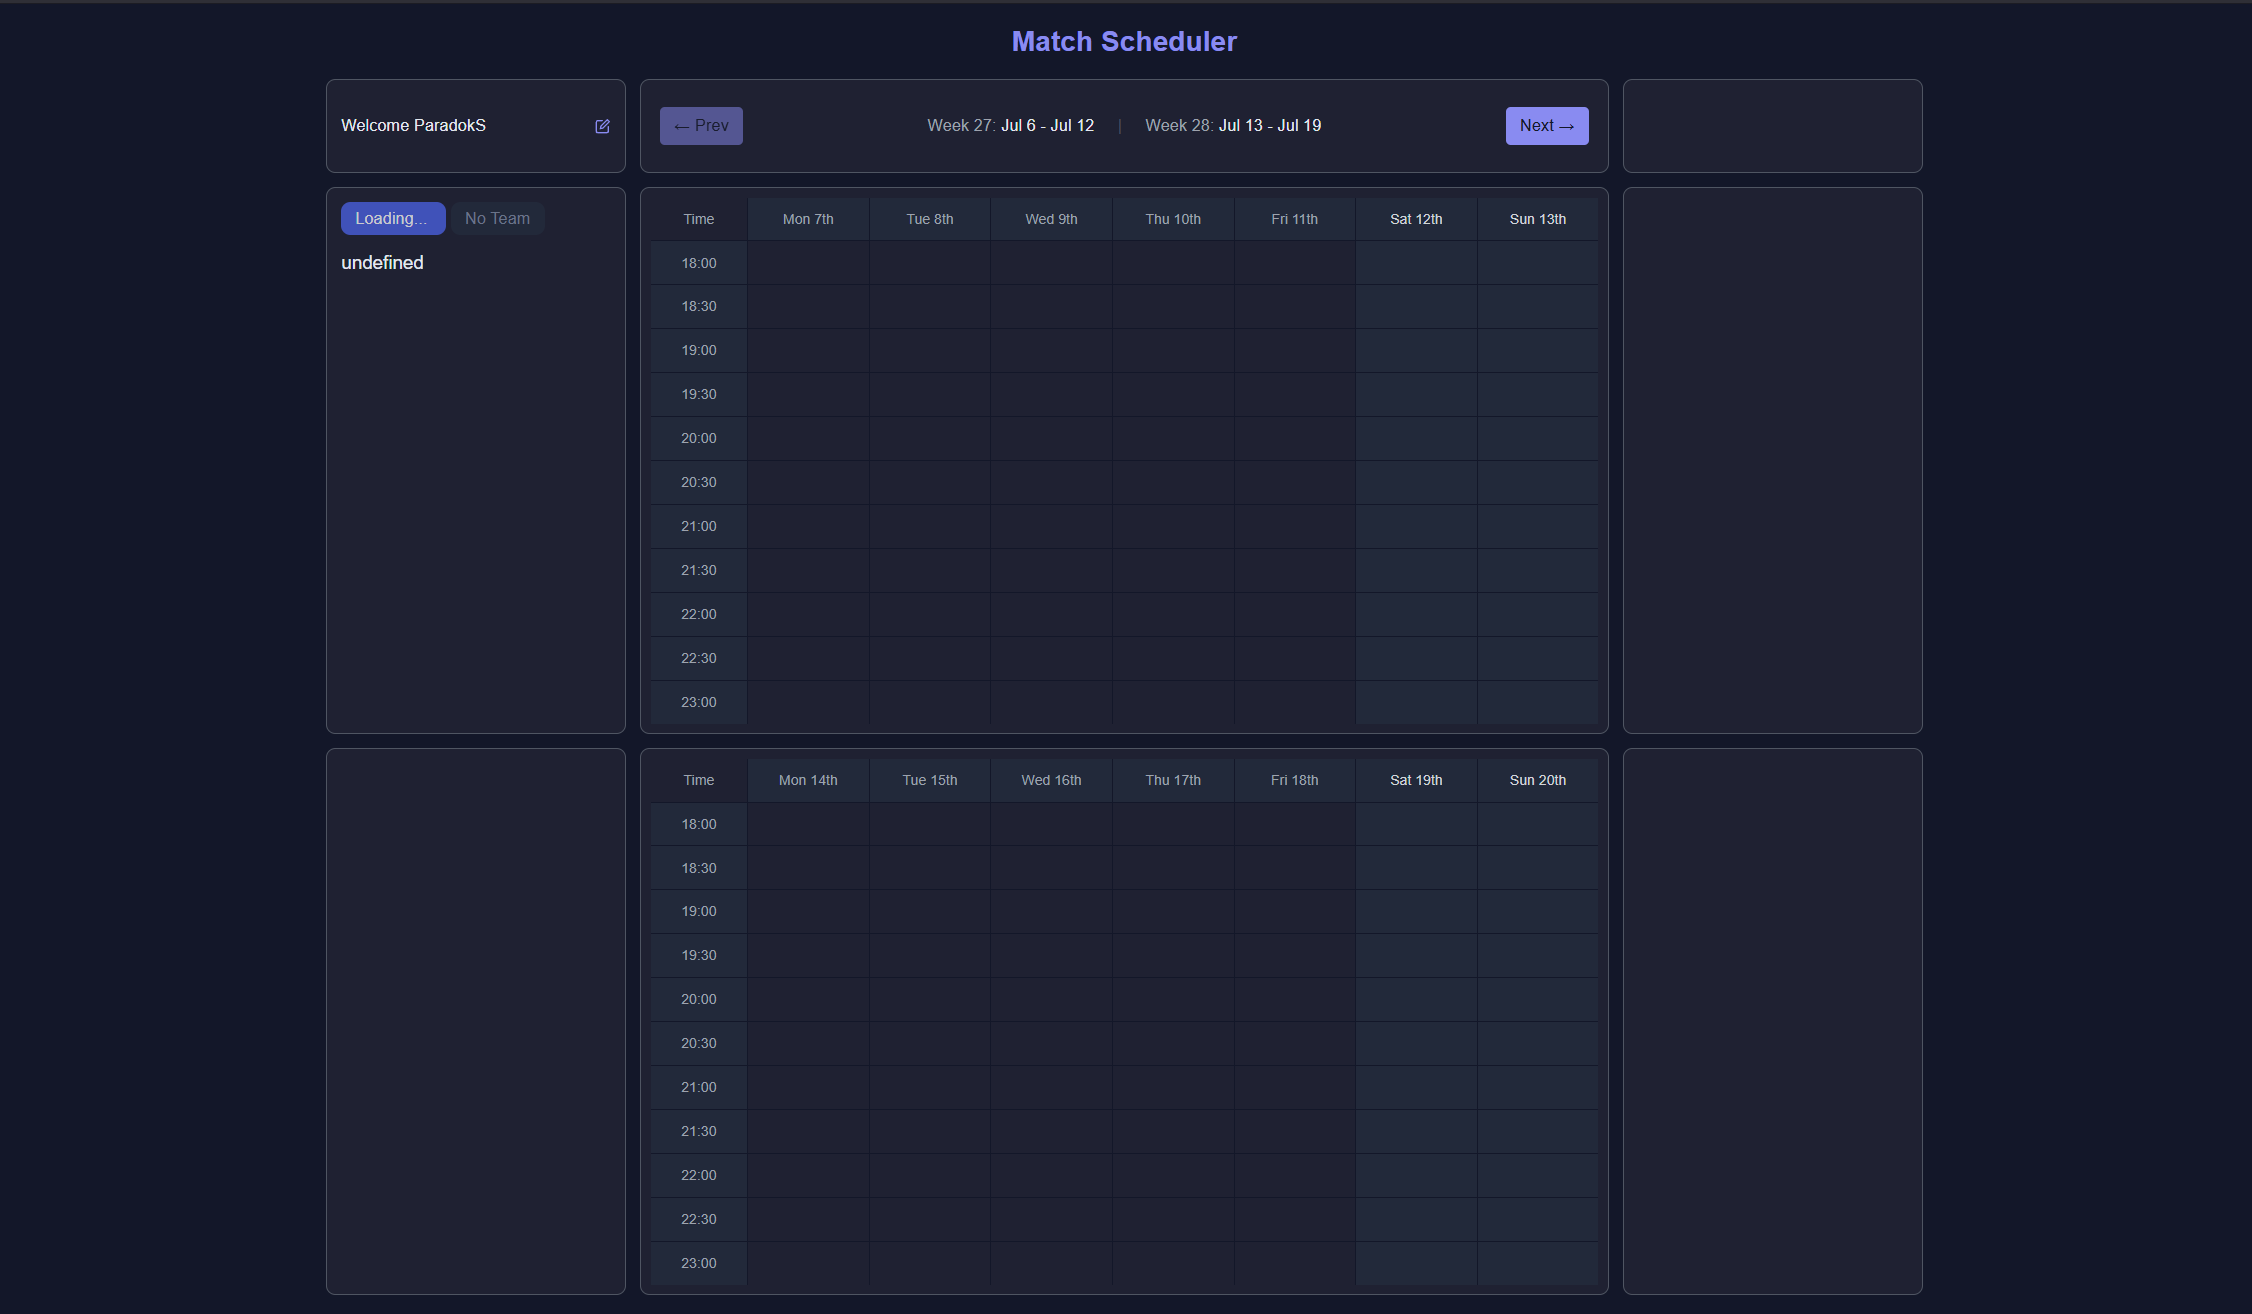 Match Scheduler
Welcome ParadokS
← Prev
Week 27: Jul 6 - Jul 12 | Week 28: Jul 13 - Jul 19
Next →
Loading... No Team
undefined
Time Mon 7th Tue 8th Wed 9th Thu 10th Fri 11th Sat 12th Sun 13th
18:00
18:30
19:00
19:30
20:00
20:30
21:00
21:30
22:00
22:30
23:00
Time Mon 14th Tue 15th Wed 16th Thu 17th Fri 18th Sat 19th Sun 20th
18:00
18:30
19:00
19:30
20:00
20:30
21:00
21:30
22:00
22:30
23:00